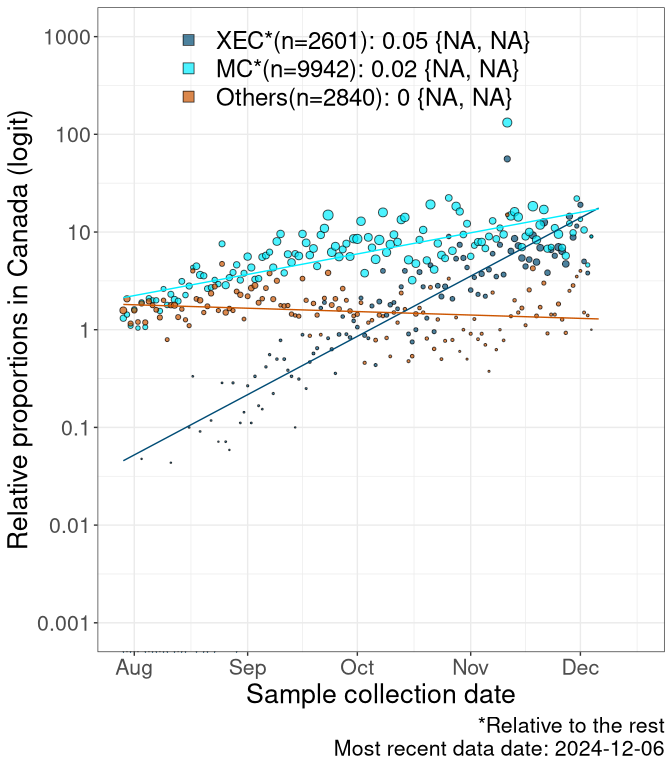 XEC*(n=2601): 0.05 {NA, NA}
MC*(n=9942): 0.02 {NA, NA}
Others(n=2840): 0 {NA, NA}
Relative proportions in Canada (logit)
1000
100
10
1
0.1
0.01
0.001
Aug Sep Oct Nov Dec
Sample collection date
*Relative to the rest
Most recent data date: 2024-12-06